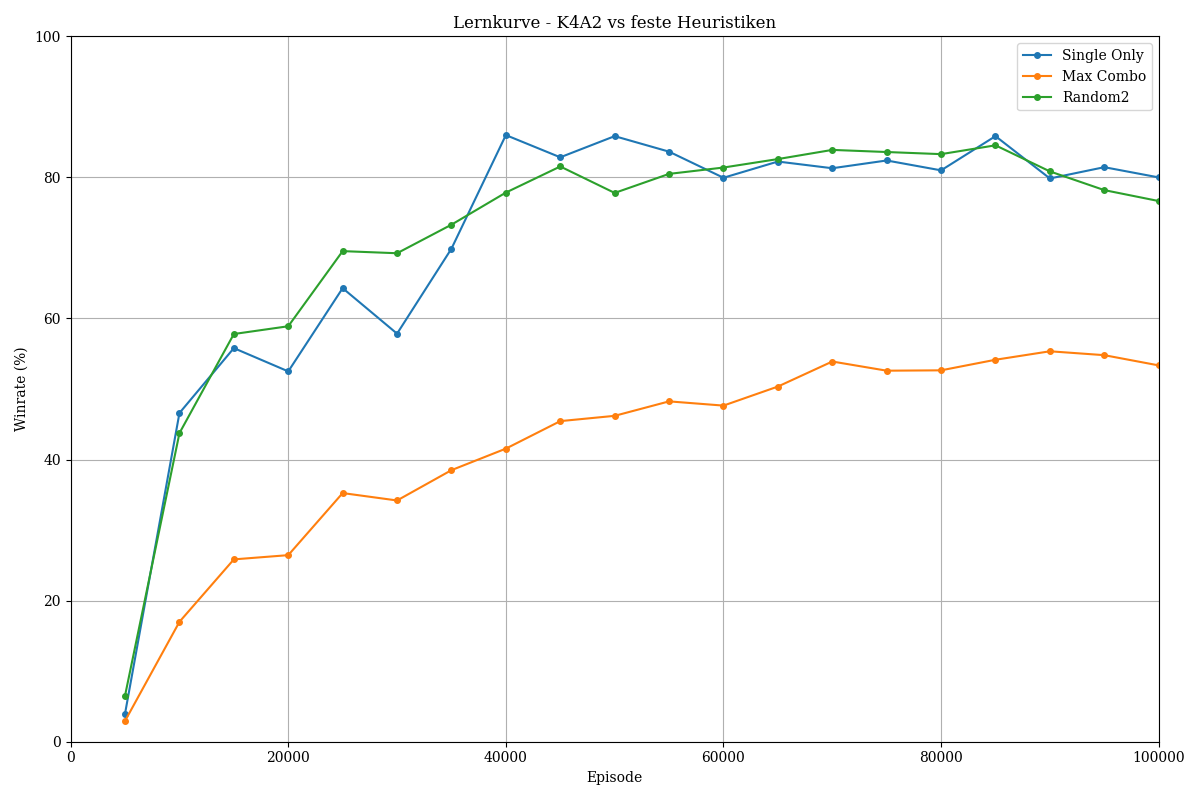 Lernkurve - K4A2 vs feste Heuristiken
100
80
60
40
20
0
Winrate (%)
Single Only
Max Combo
Random2
0 20000 40000 60000 80000 100000
Episode